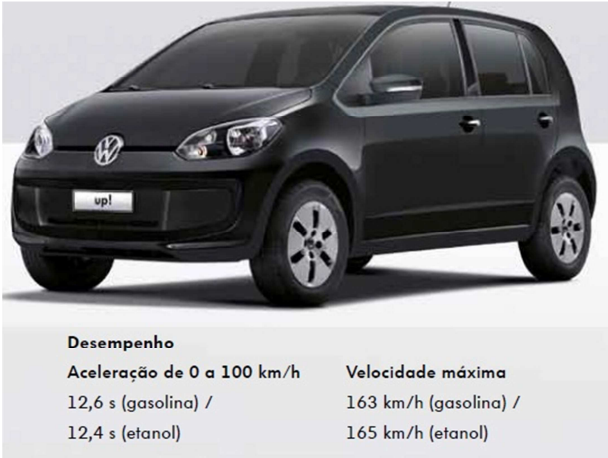 up!
Desempenho
Aceleração de 0 a 100 km/h
12,6 s (gasolina) /
12,4 s (etanol)
Velocidade máxima
163 km/h (gasolina) /
165 km/h (etanol)